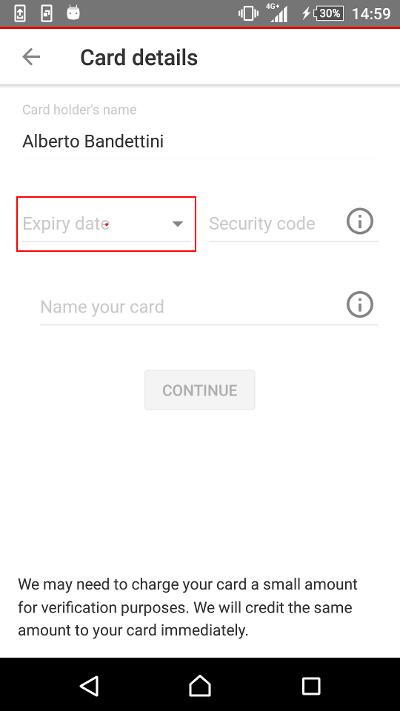 4G+ 30% 14:59
Card details
Card holder's name
Alberto Bandettini
Expiry date
Security code
Name your card
CONTINUE
We may need to charge your card a small amount
for verification purposes. We will credit the same
amount to your card immediately.